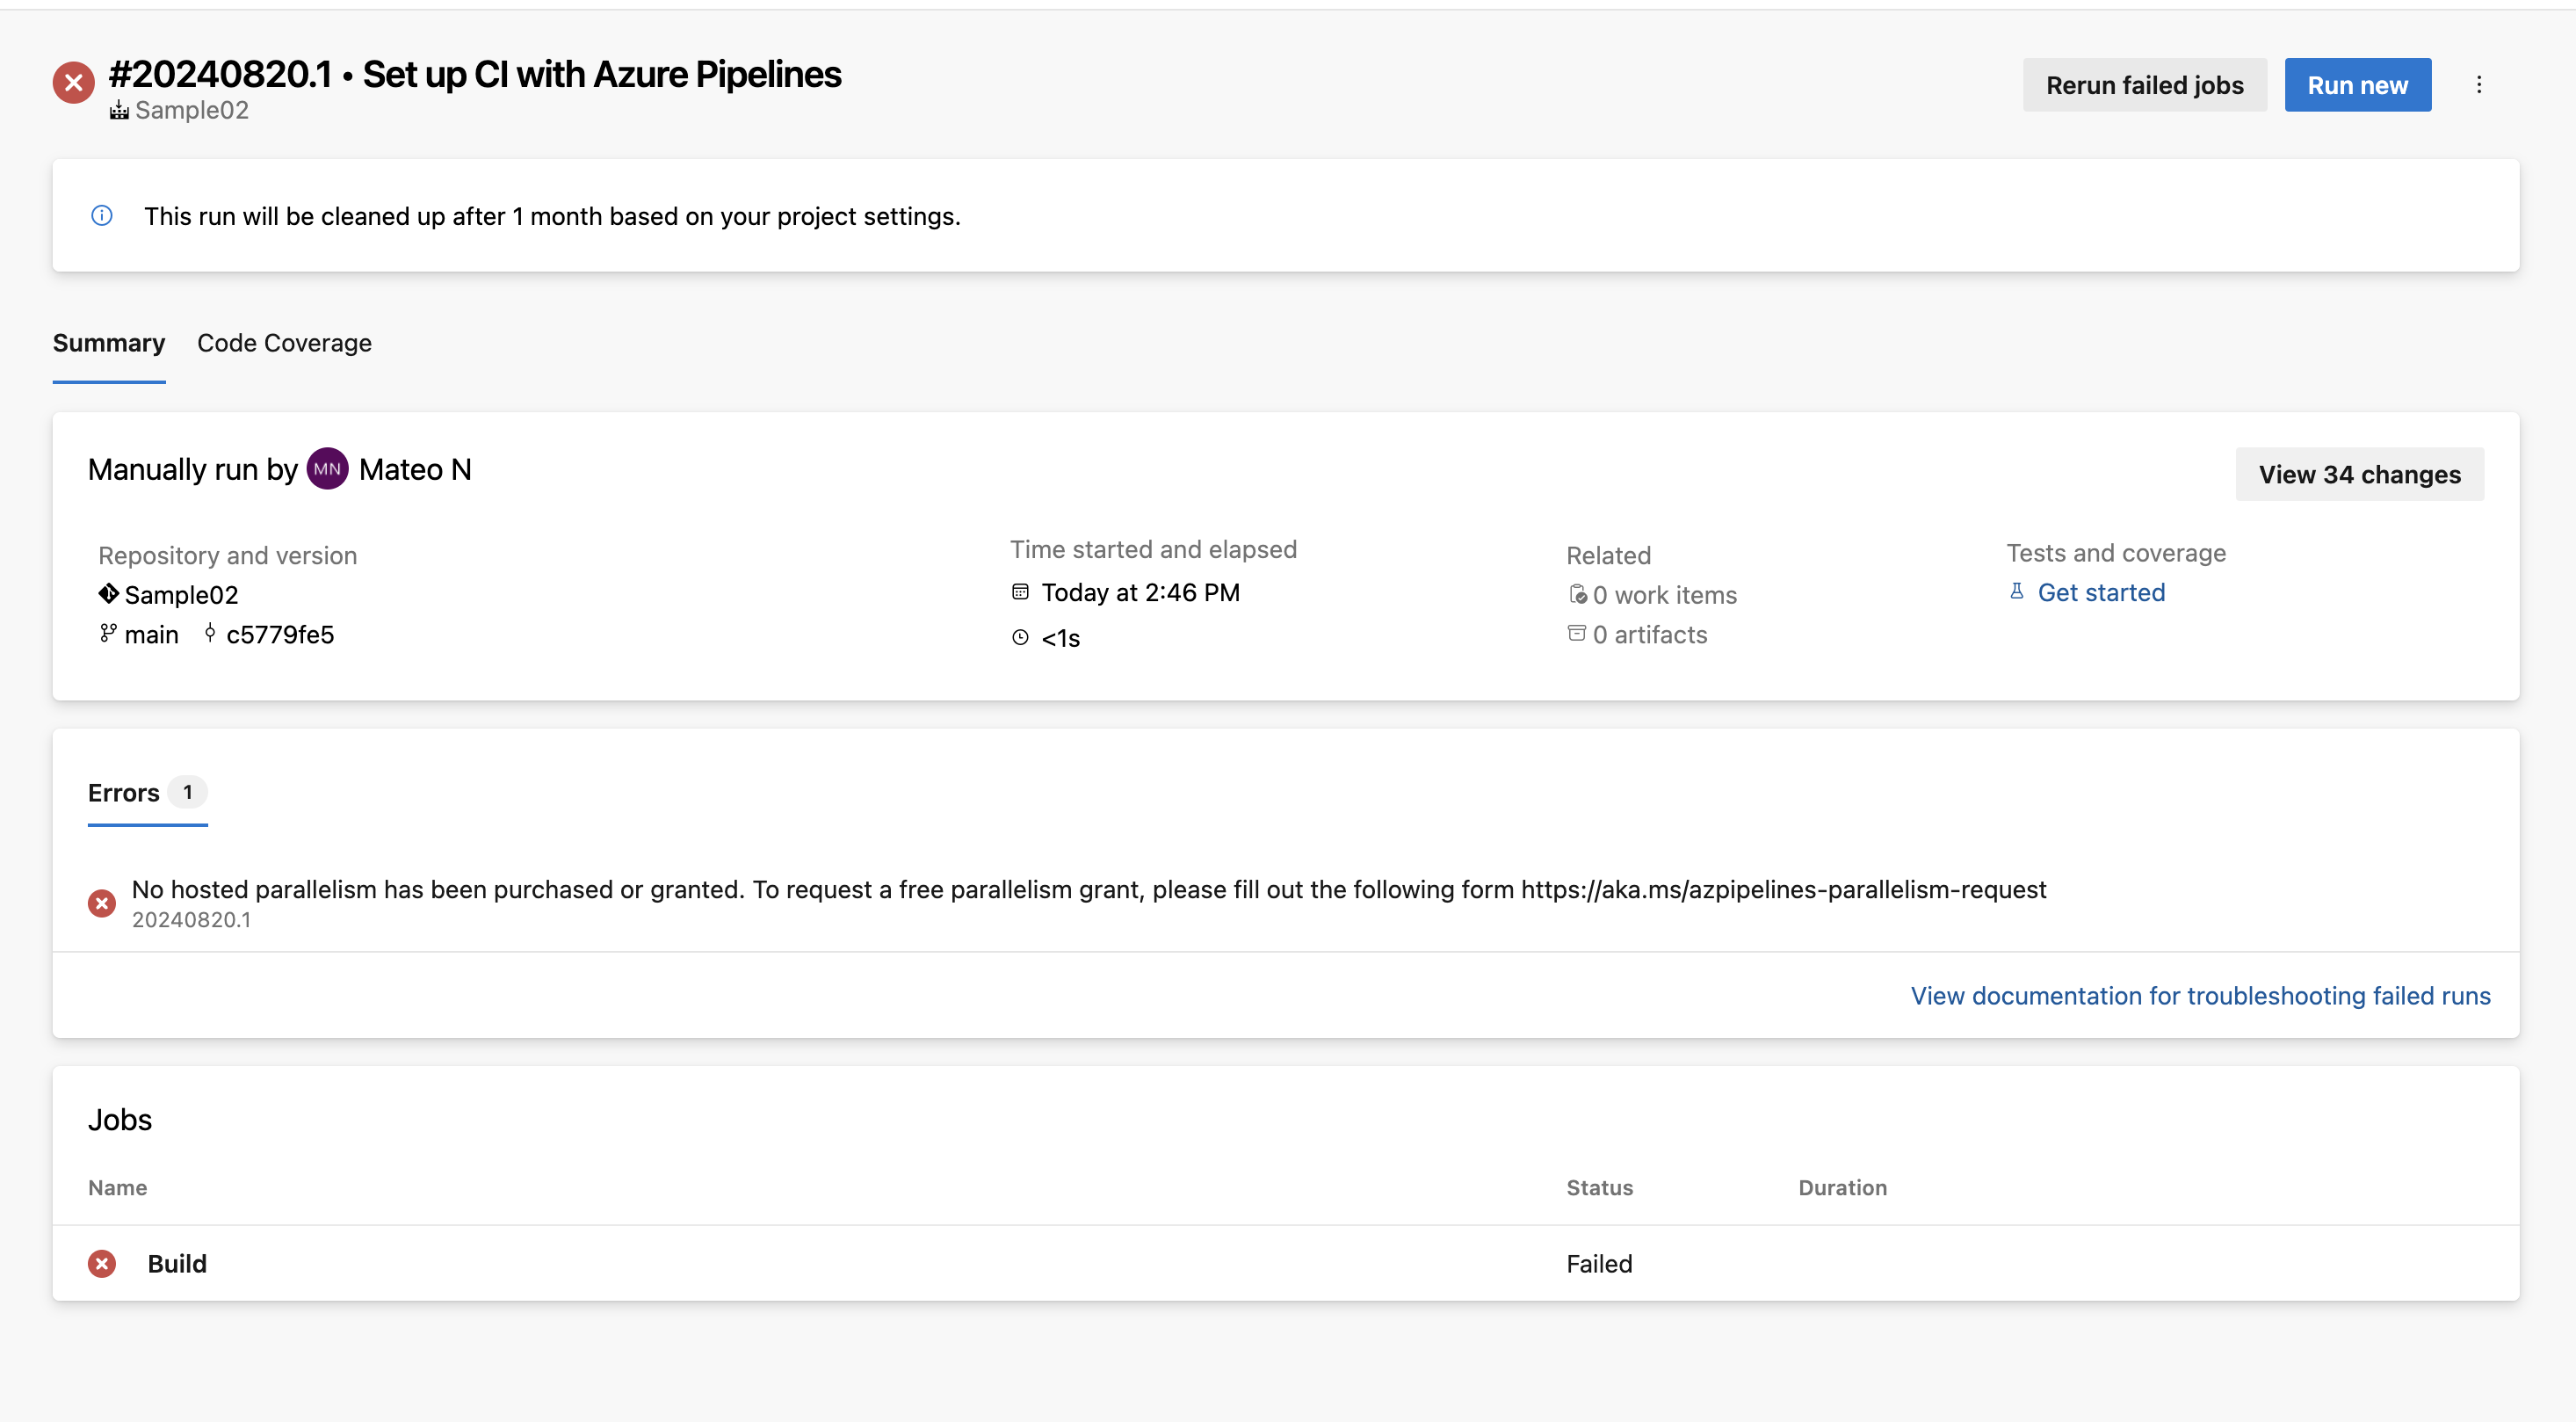 #20240820.1 • Set up CI with Azure Pipelines
Sample02
Rerun failed jobs
Run new
This run will be cleaned up after 1 month based on your project settings.
Summary
Code Coverage
Manually run by MN Mateo N
View 34 changes
Repository and version
Sample02
main c5779fe5
Time started and elapsed
Today at 2:46 PM
<1s
Related
0 work items
0 artifacts
Tests and coverage
Get started
Errors 1
No hosted parallelism has been purchased or granted. To request a free parallelism grant, please fill out the following form https://aka.ms/azpipelines-parallelism-request
20240820.1
View documentation for troubleshooting failed runs
Jobs
Name Status Duration
Build Failed